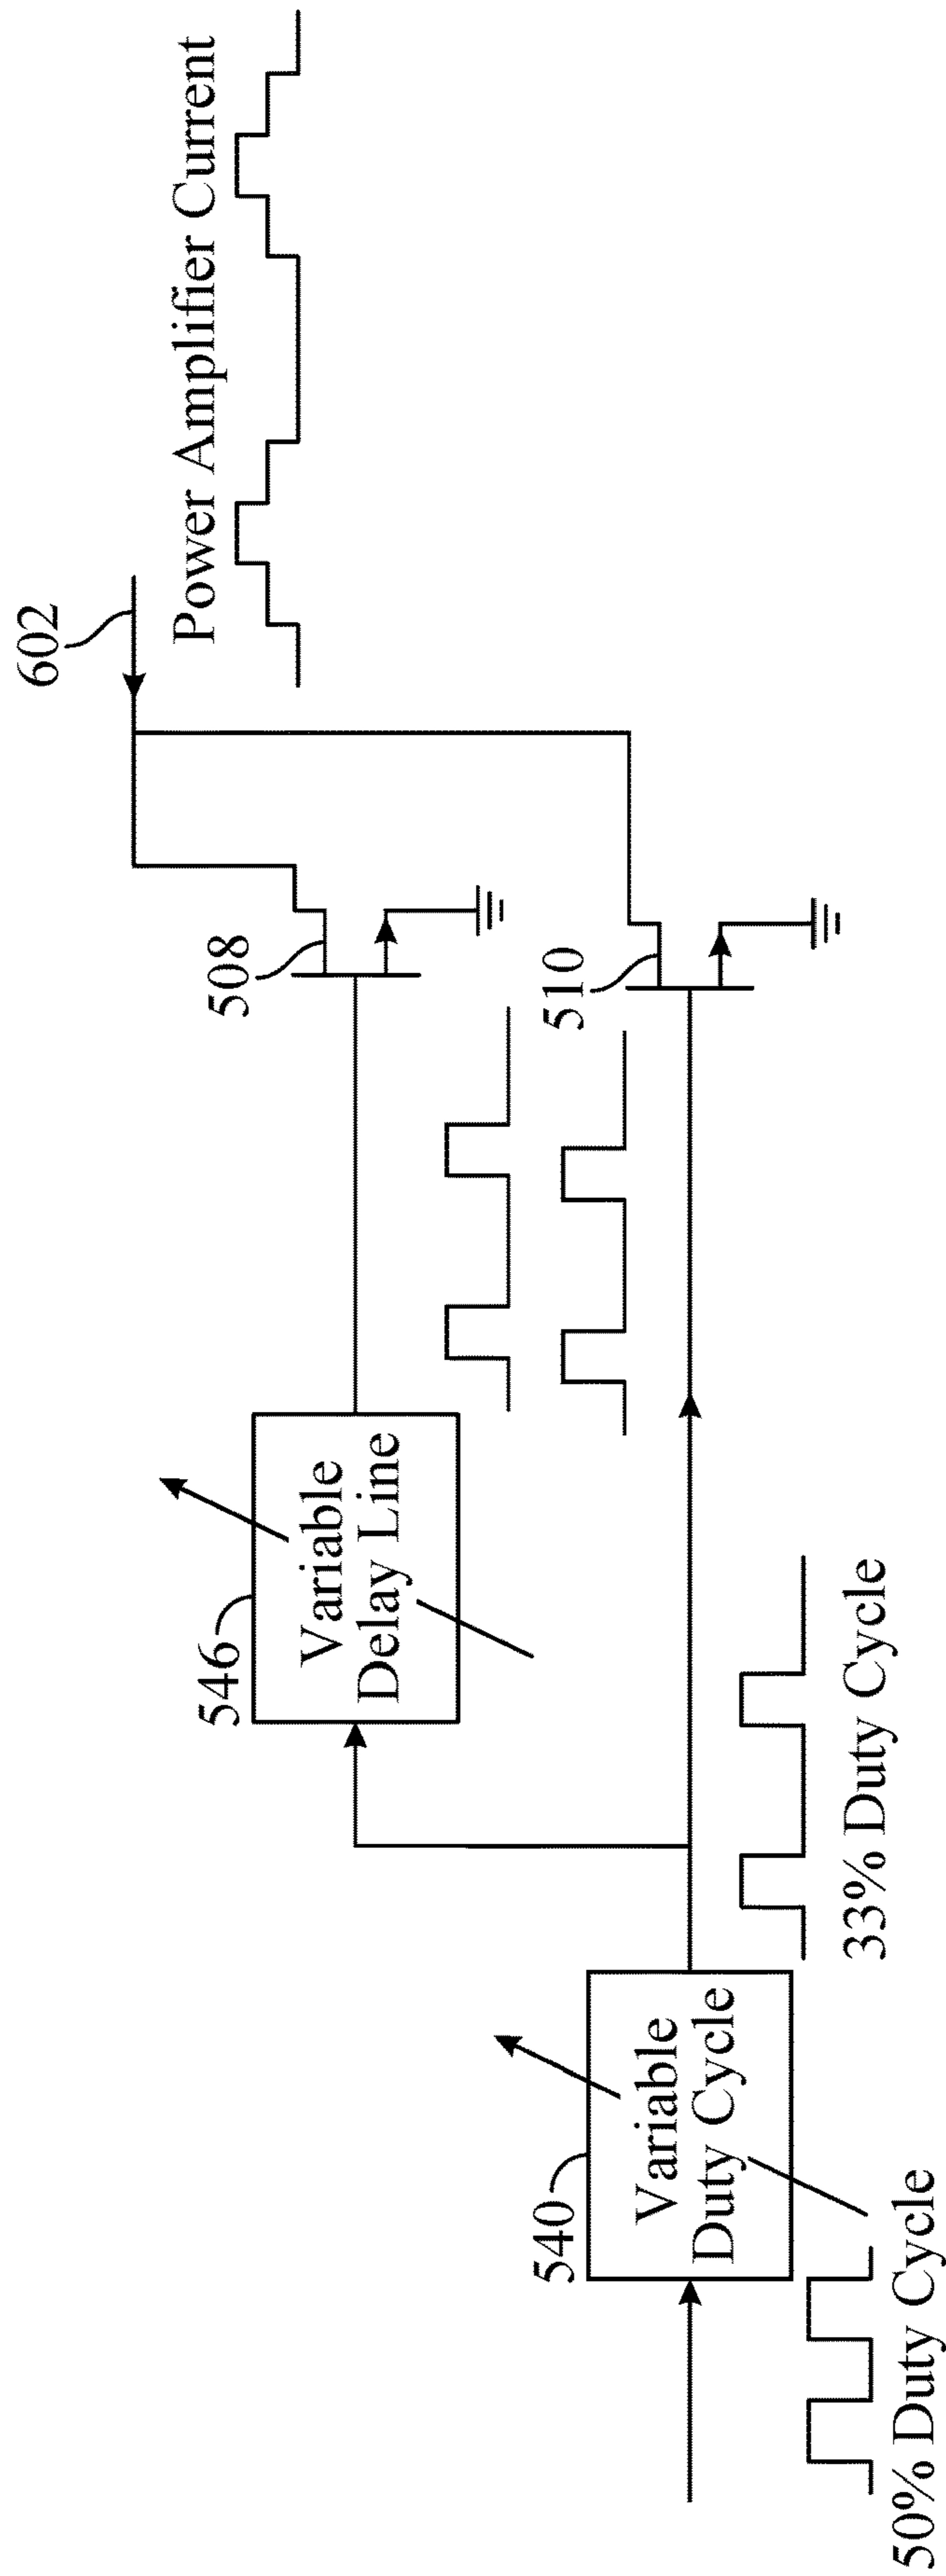 602
Power Amplifier Current
546
Variable
Delay Line
508
510
540
Variable
Duty Cycle
50% Duty Cycle
33% Duty Cycle